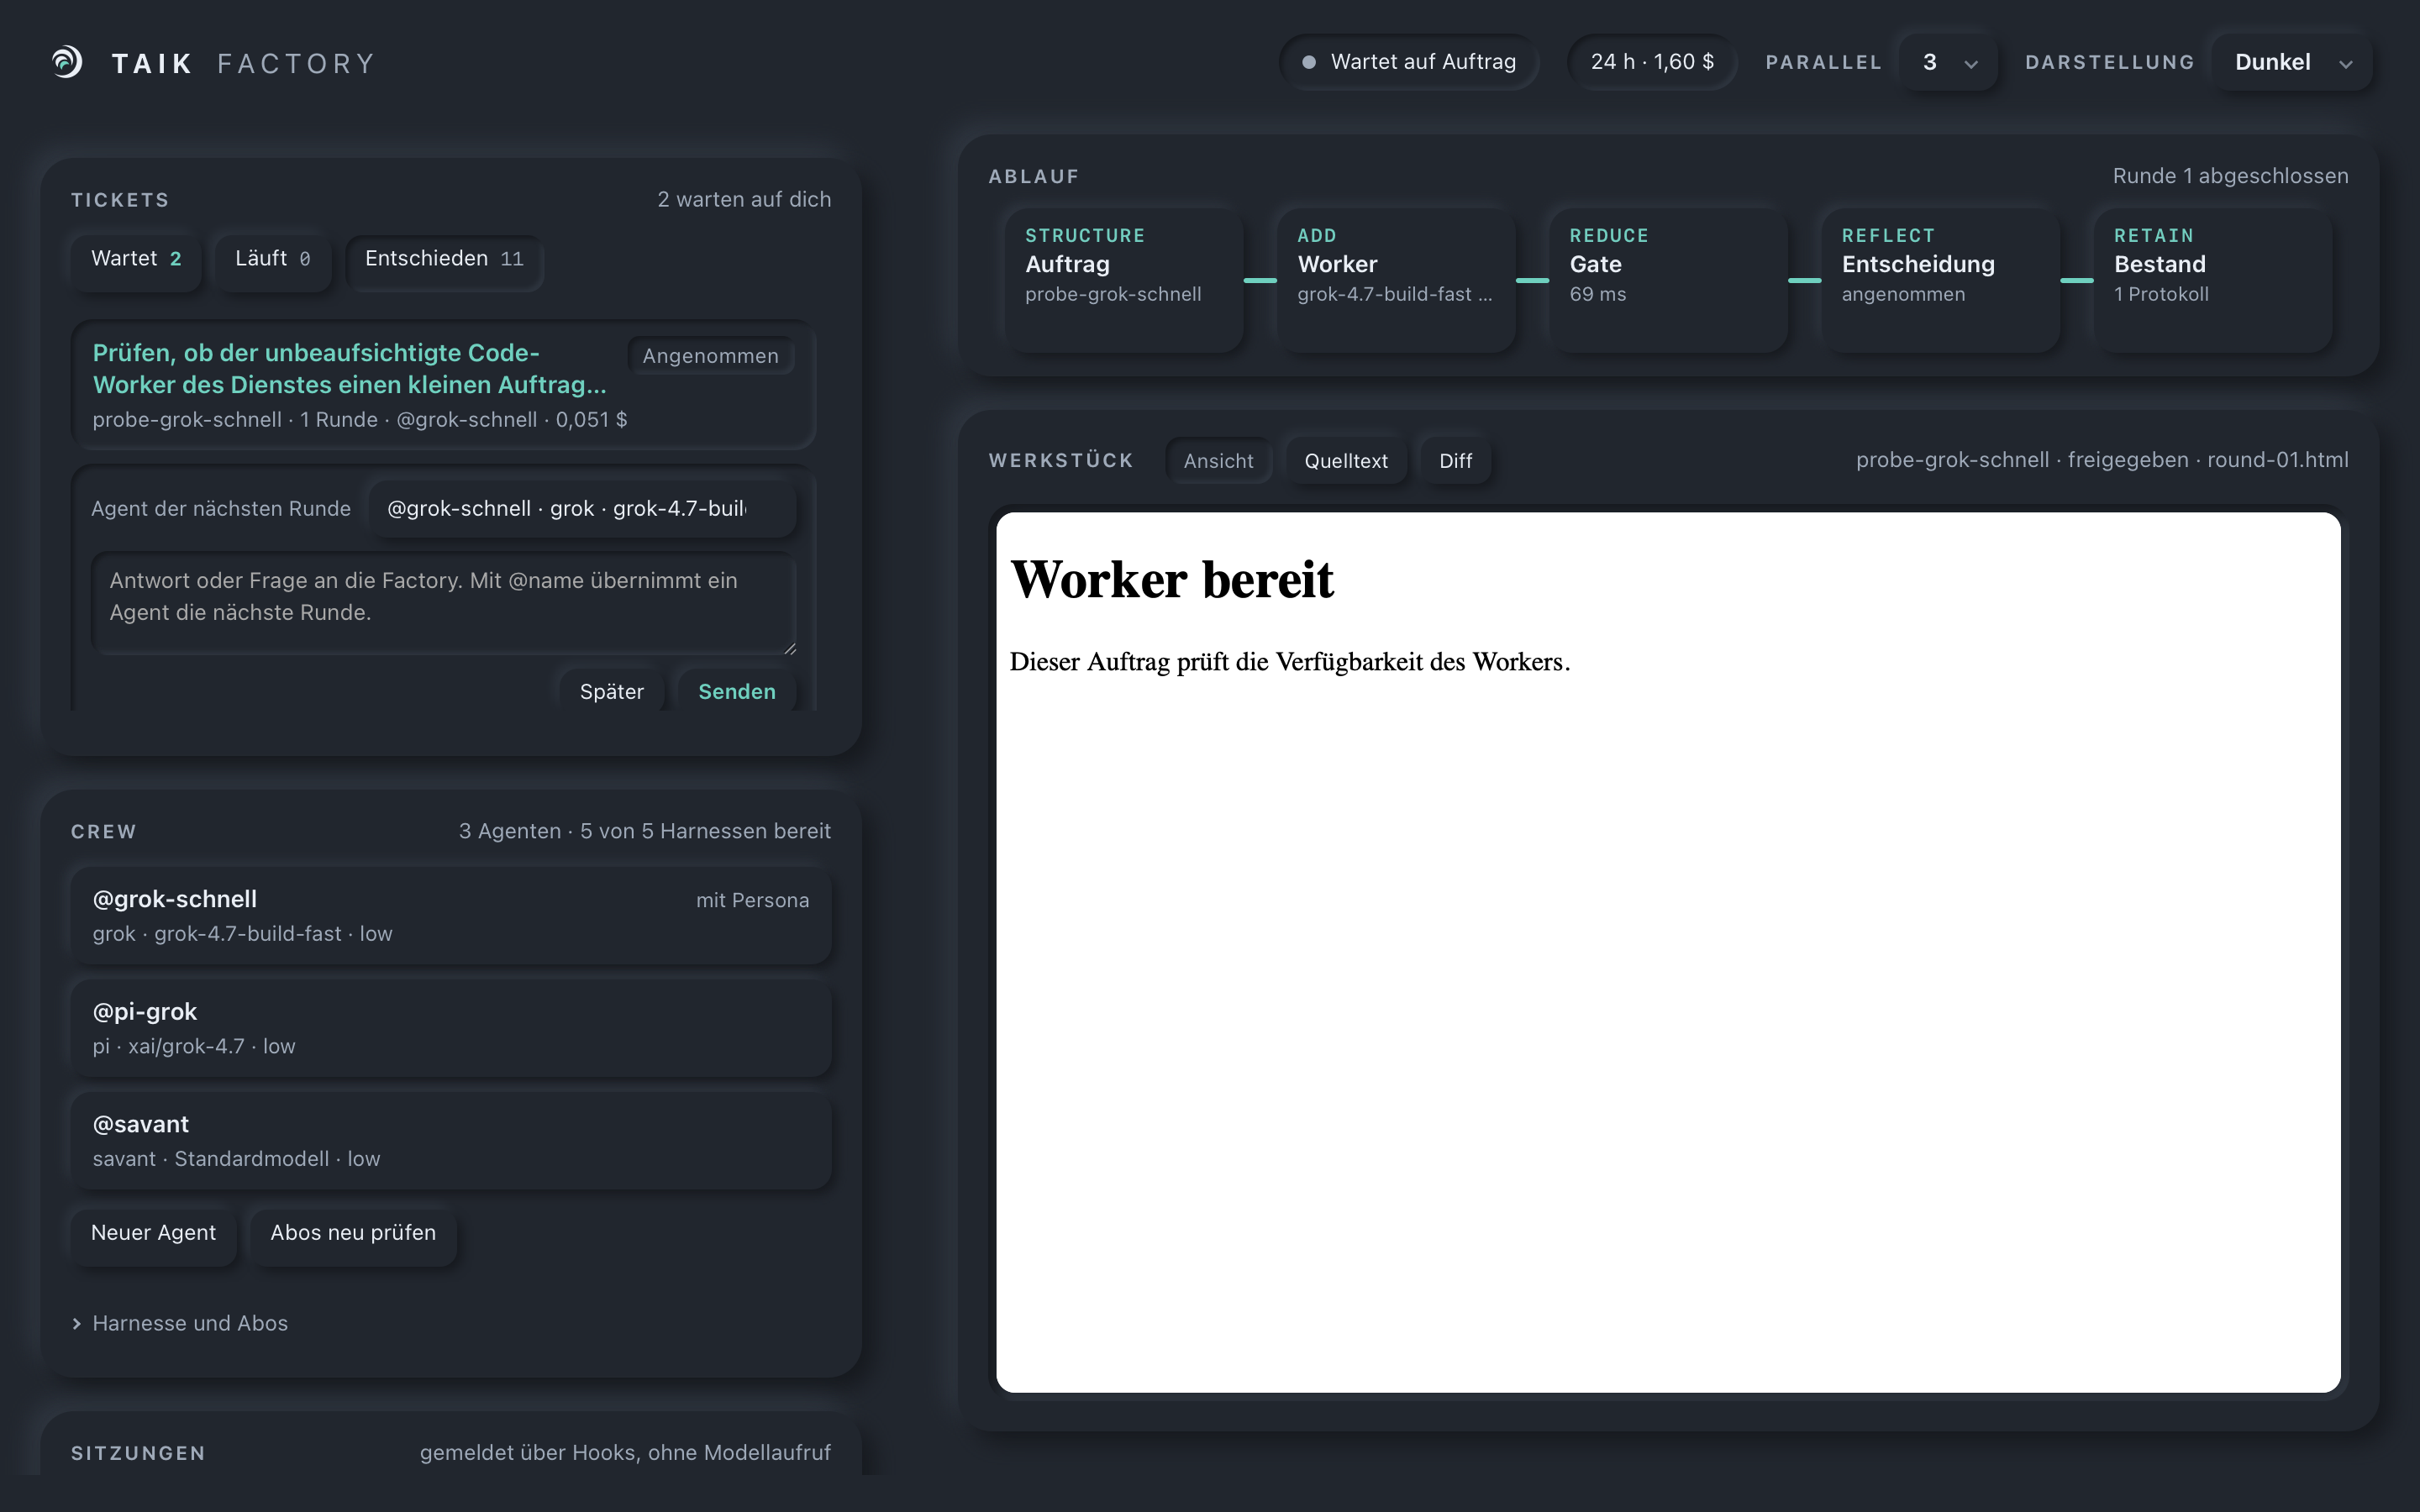 TAIK FACTORY
Wartet auf Auftrag
24 h · 1,60 $
PARALLEL
3
DARSTELLUNG
Dunkel
TICKETS
2 warten auf dich
Wartet 2
Läuft 0
Entschieden 11
Prüfen, ob der unbeaufsichtigte Code-
Worker des Dienstes einen kleinen Auftrag...
Angenommen
probe-grok-schnell · 1 Runde · @grok-schnell · 0,051 $
Agent der nächsten Runde
@grok-schnell · grok · grok-4.7-buil
Antwort oder Frage an die Factory. Mit @name übernimmt ein
Agent die nächste Runde.
Später
Senden
CREW
3 Agenten · 5 von 5 Harnessen bereit
@grok-schnell
mit Persona
grok · grok-4.7-build-fast · low
@pi-grok
pi · xai/grok-4.7 · low
@savant
savant · Standardmodell · low
Neuer Agent
Abos neu prüfen
Harnesse und Abos
SITZUNGEN
gemeldet über Hooks, ohne Modellaufruf
ABLAUF
Runde 1 abgeschlossen
STRUCTURE
Auftrag
probe-grok-schnell
ADD
Worker
grok-4.7-build-fast ...
REDUCE
Gate
69 ms
REFLECT
Entscheidung
angenommen
RETAIN
Bestand
1 Protokoll
WERKSTÜCK
Ansicht
Quelltext
Diff
probe-grok-schnell · freigegeben · round-01.html
Worker bereit
Dieser Auftrag prüft die Verfügbarkeit des Workers.